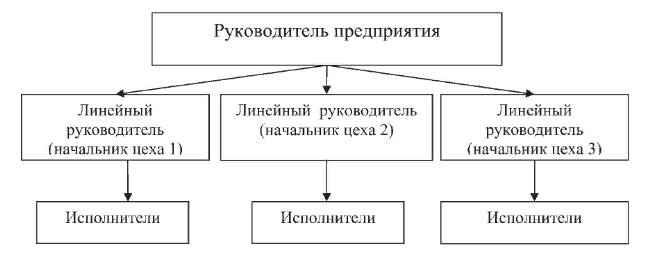 Руководитель предприятия
Линейный
руководитель
(начальник цеха 1)
Линейный руководитель
(начальник цеха 2)
Линейный
руководитель
(начальник цеха 3)
Исполнители
Исполнители
Исполнители